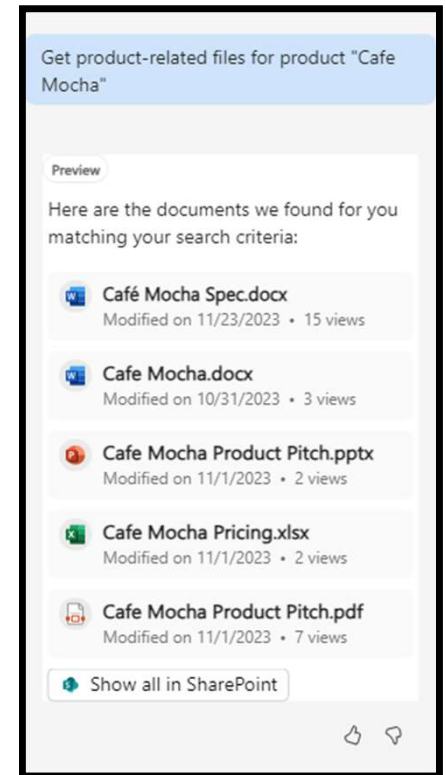 Get product-related files for product "Cafe
Mocha"
Preview
Here are the documents we found for you
matching your search criteria:
Café Mocha Spec.docx
Modified on 11/23/2023 • 15 views
Cafe Mocha.docx
Modified on 10/31/2023 • 3 views
Cafe Mocha Product Pitch.pptx
Modified on 11/1/2023 • 2 views
Cafe Mocha Pricing.xlsx
Modified on 11/1/2023 • 2 views
Cafe Mocha Product Pitch.pdf
Modified on 11/1/2023 • 7 views
Show all in SharePoint